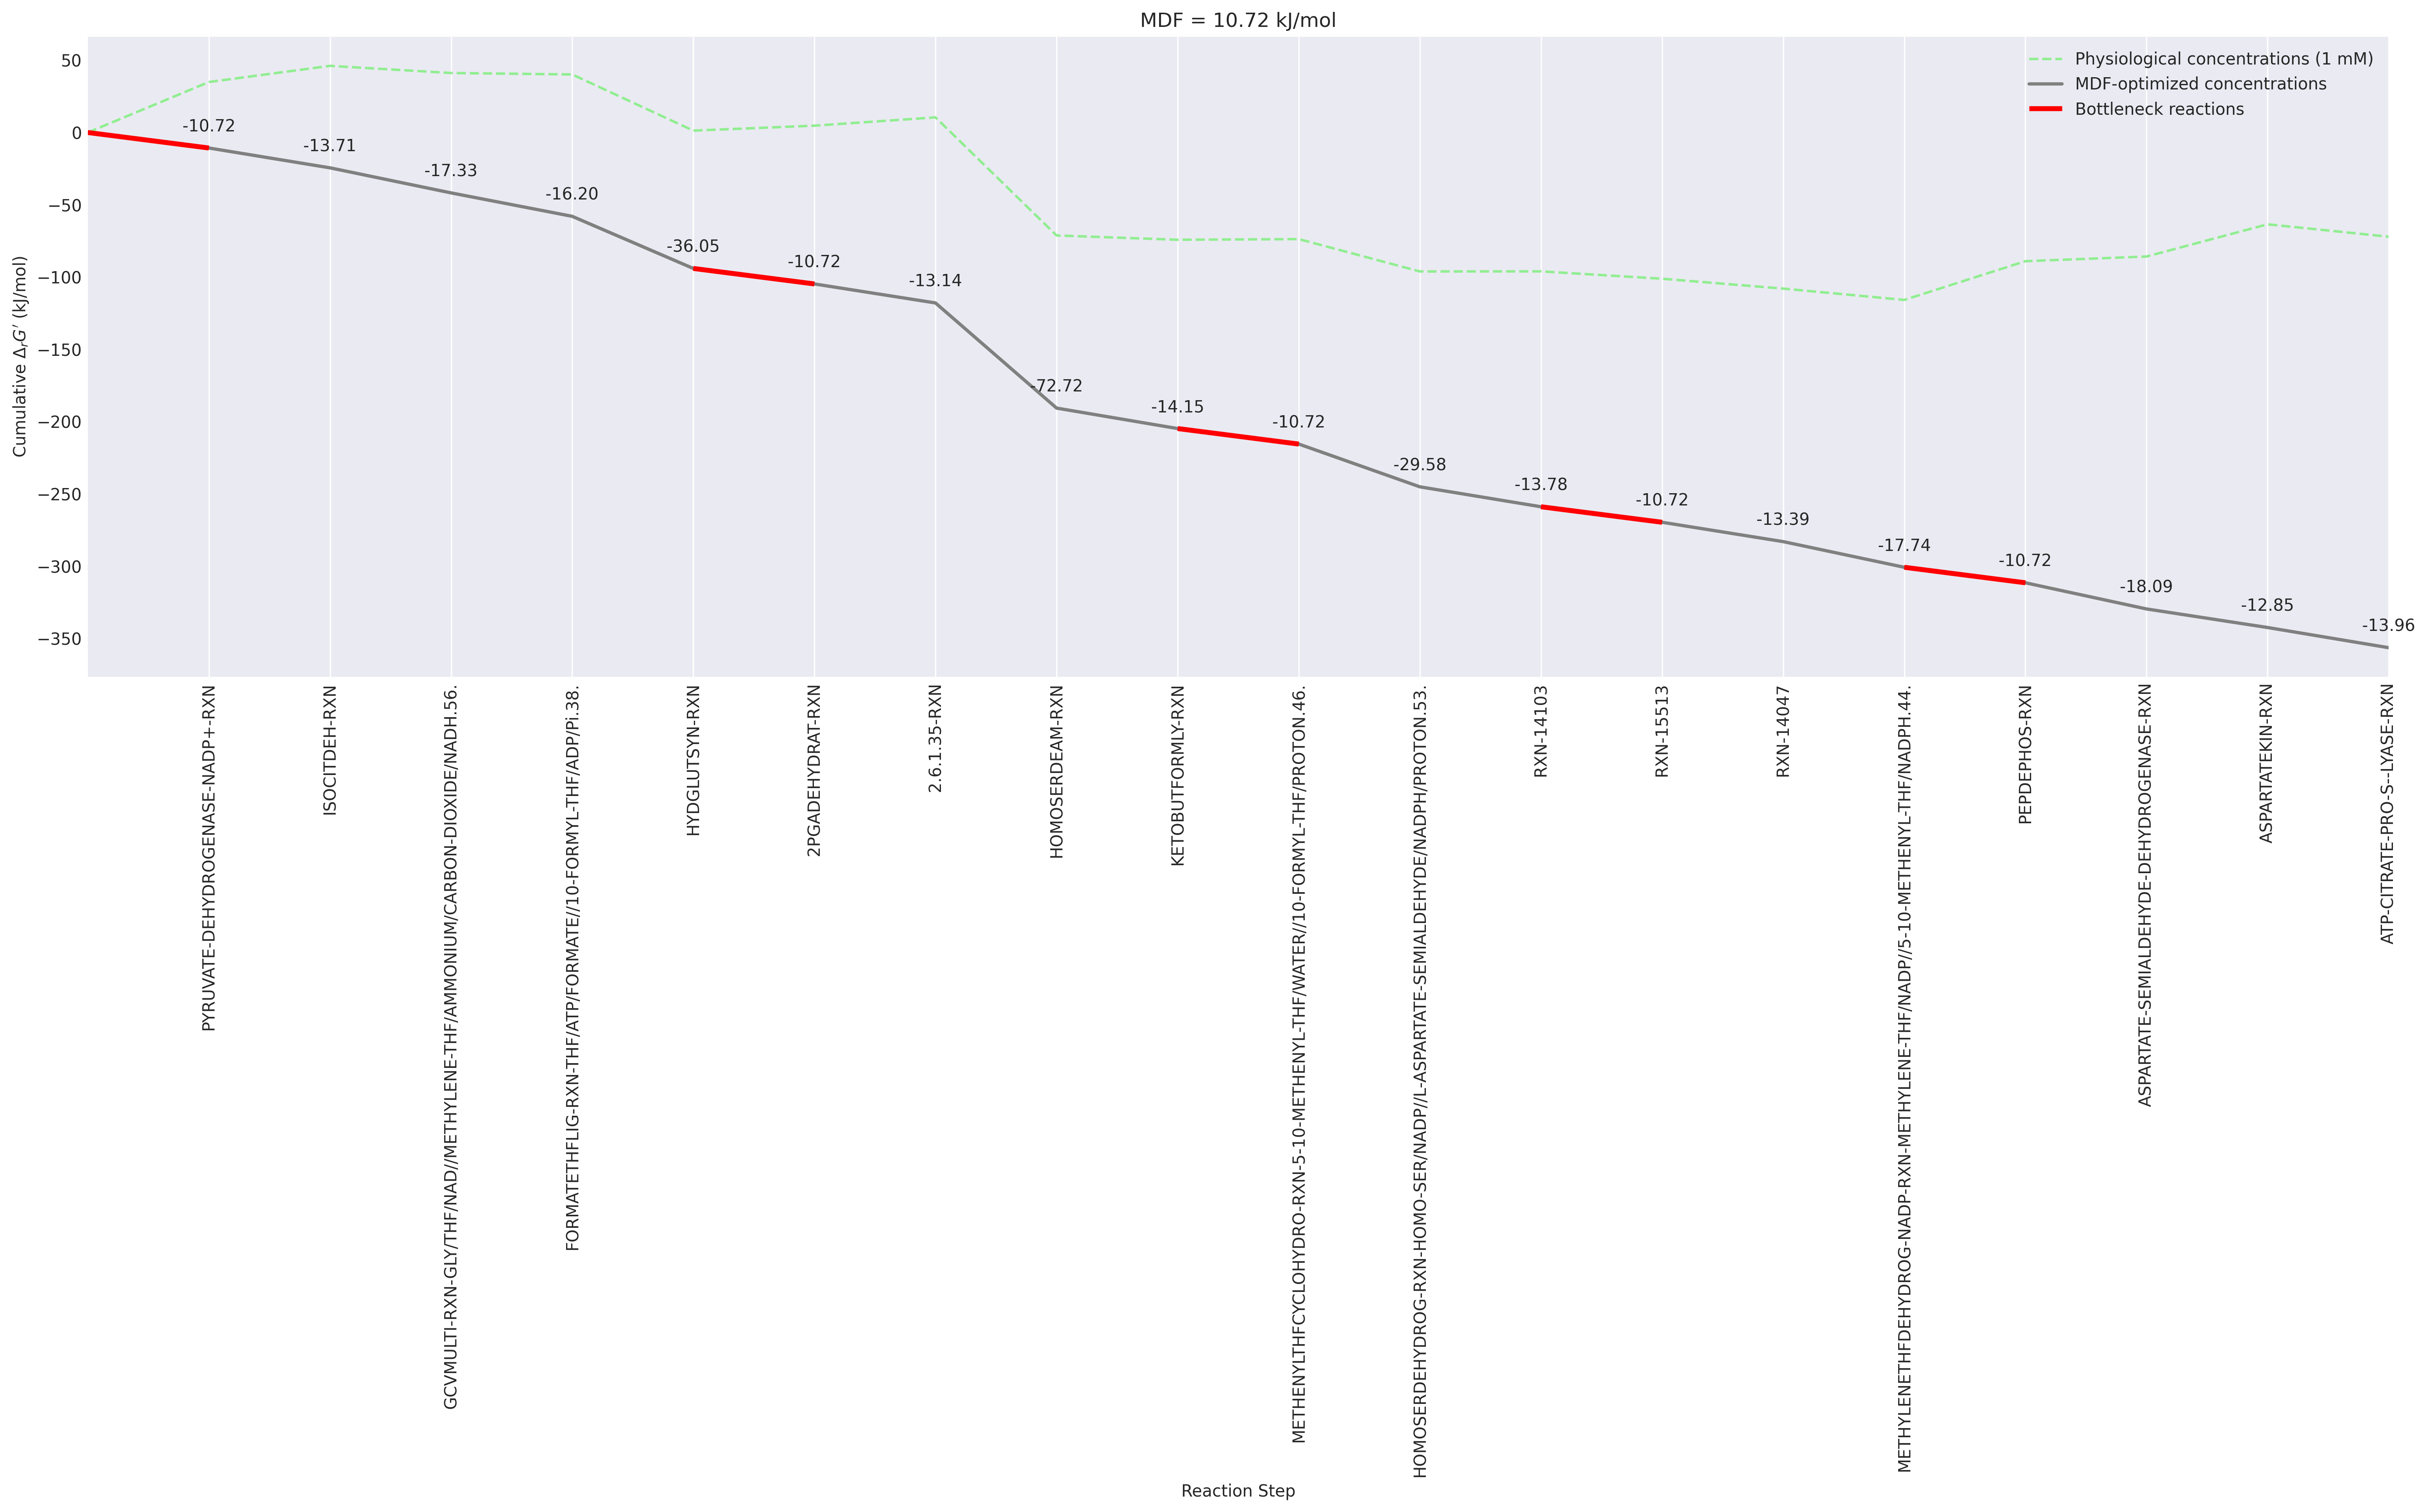 MDF = 10.72 kJ/mol
Physiological concentrations (1 mM)
MDF-optimized concentrations
Bottleneck reactions
Cumulative ΔrG′ (kJ/mol)
50
0
−50
−100
−150
−200
−250
−300
−350
-10.72
-13.71
-17.33
-16.20
-36.05
-10.72
-13.14
-72.72
-14.15
-10.72
-29.58
-13.78
-10.72
-13.39
-17.74
-10.72
-18.09
-12.85
-13.96
PYRUVATE-DEHYDROGENASE-NADP+-RXN
ISOCITDEH-RXN
GCVMULTI-RXN-GLY/THF/NAD//METHYLENE-THF/AMMONIUM/CARBON-DIOXIDE/NADH.56.
FORMATETHFLIG-RXN-THF/ATP/FORMATE//10-FORMYL-THF/ADP/Pi.38.
HYDGLUTSYN-RXN
2PGADEHYDRAT-RXN
2.6.1.35-RXN
HOMOSERDEAM-RXN
KETOBUTFORMLY-RXN
METHENYLTHFCYCLOHYDRO-RXN-5-10-METHENYL-THF/WATER//10-FORMYL-THF/PROTON.46.
HOMOSERDEHYDROG-RXN-HOMO-SER/NADP//L-ASPARTATE-SEMIALDEHYDE/NADPH/PROTON.53.
RXN-14103
RXN-15513
RXN-14047
METHYLENETHFDEHYDROG-NADP-RXN-METHYLENE-THF/NADP//5-10-METHENYL-THF/NADPH.44.
PEPDEPHOS-RXN
ASPARTATE-SEMIALDEHYDE-DEHYDROGENASE-RXN
ASPARTATEKIN-RXN
ATP-CITRATE-PRO-S--LYASE-RXN
Reaction Step